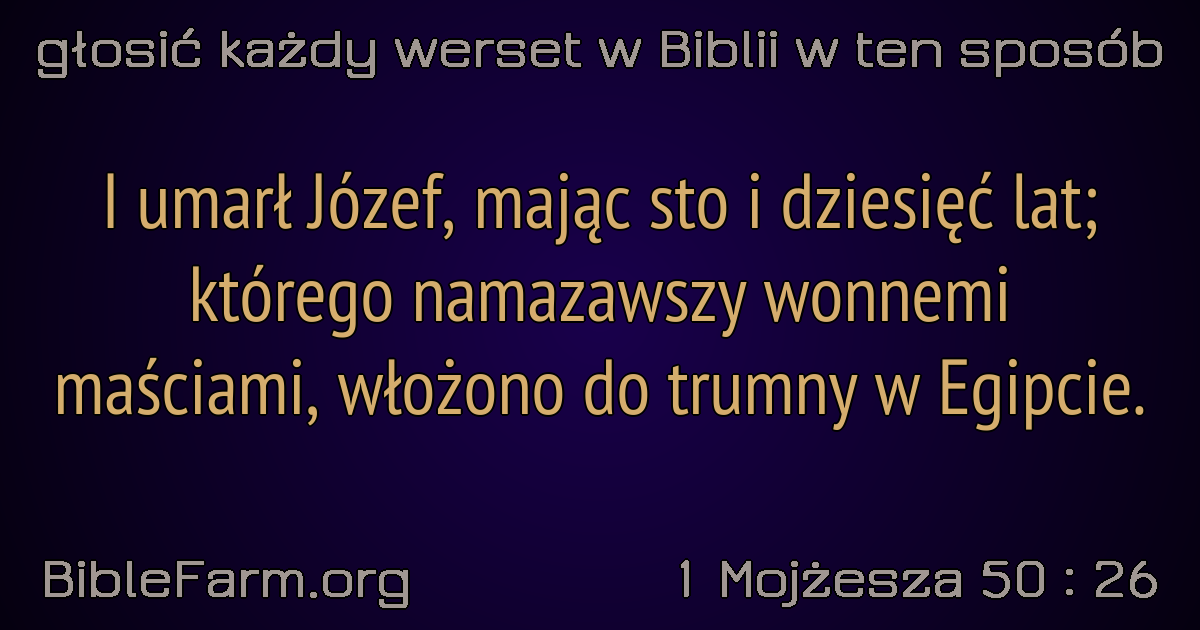 głosić każdy werset w Biblii w ten sposób
I umarł Józef, mając sto i dziesięć lat;
którego namazawszy wonnemi
maściami, włożono do trumny w Egipcie.
BibleFarm.org
1 Mojżesza 50 : 26